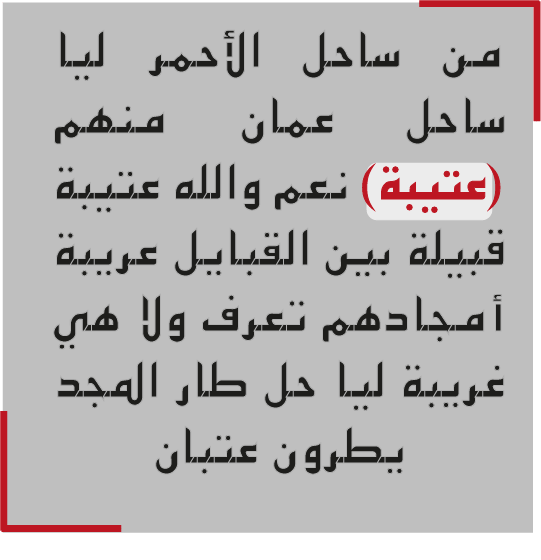 من ساحل الأحمر ليا
ساحل عمان منهم
(عتيبة) نعم والله عتيبة
قبيلة بين القبايل عريبة
أمجادهم تعرف ولا هي
غريبة ليا حل طار المجد
يطرون عتبان